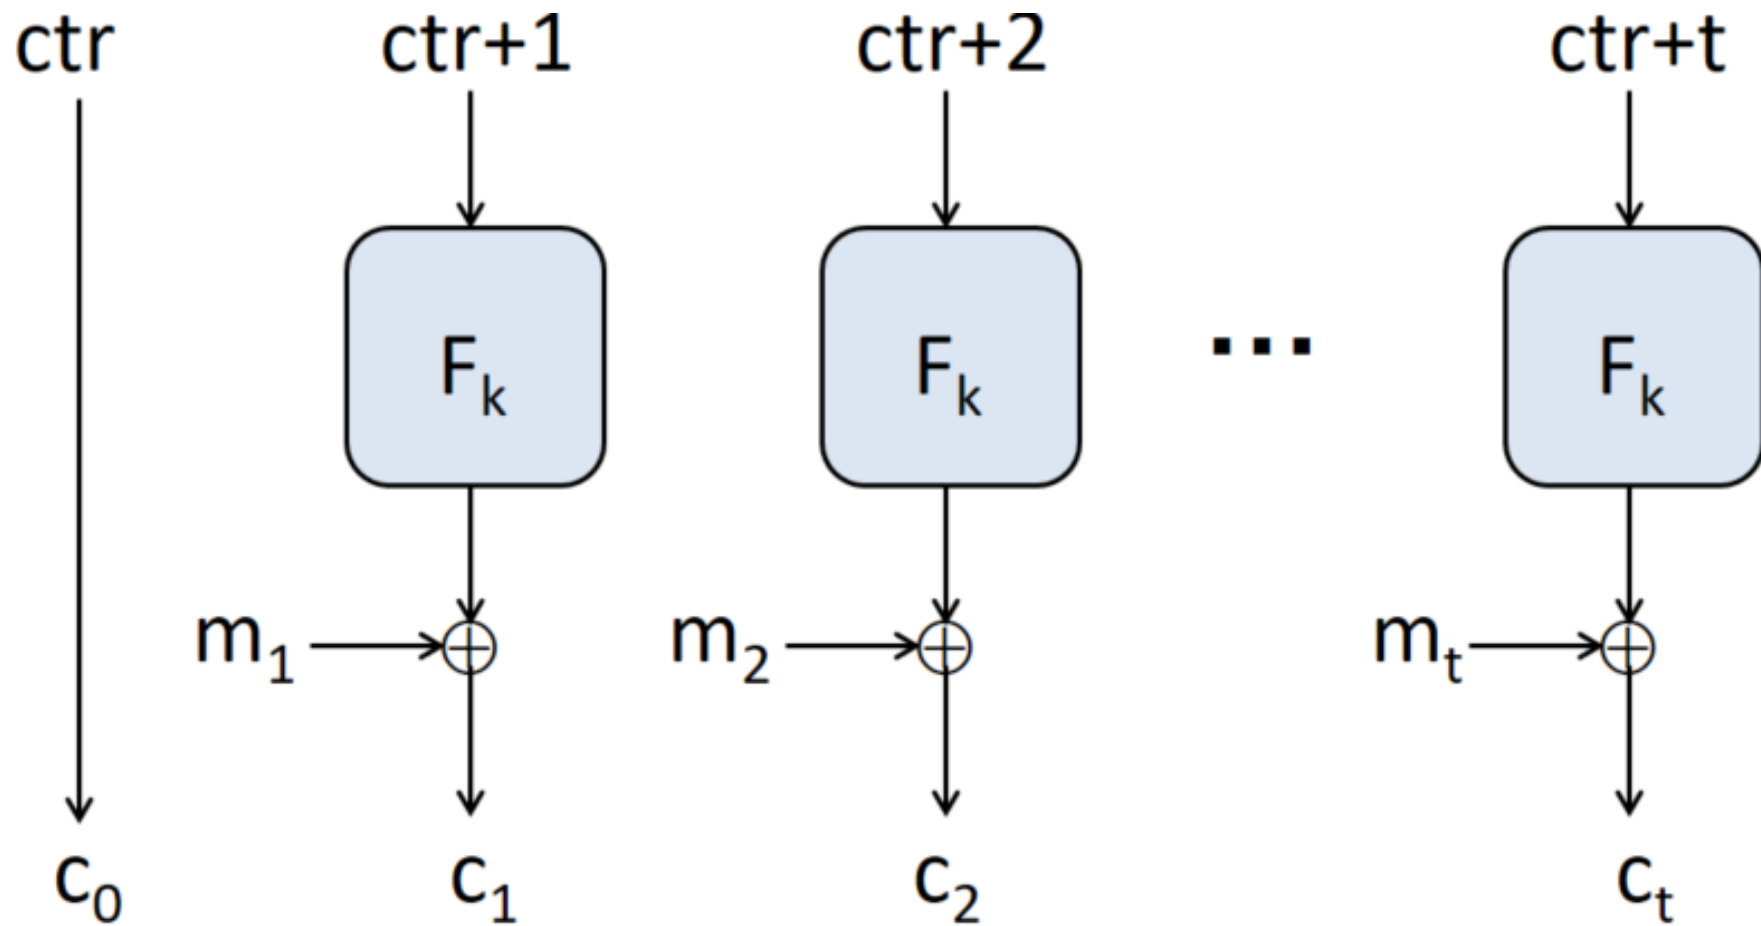 ctr ctr+1 ctr+2 ctr+t
F_k F_k ... F_k
m_1 m_2 m_t
c_0 c_1 c_2 c_t